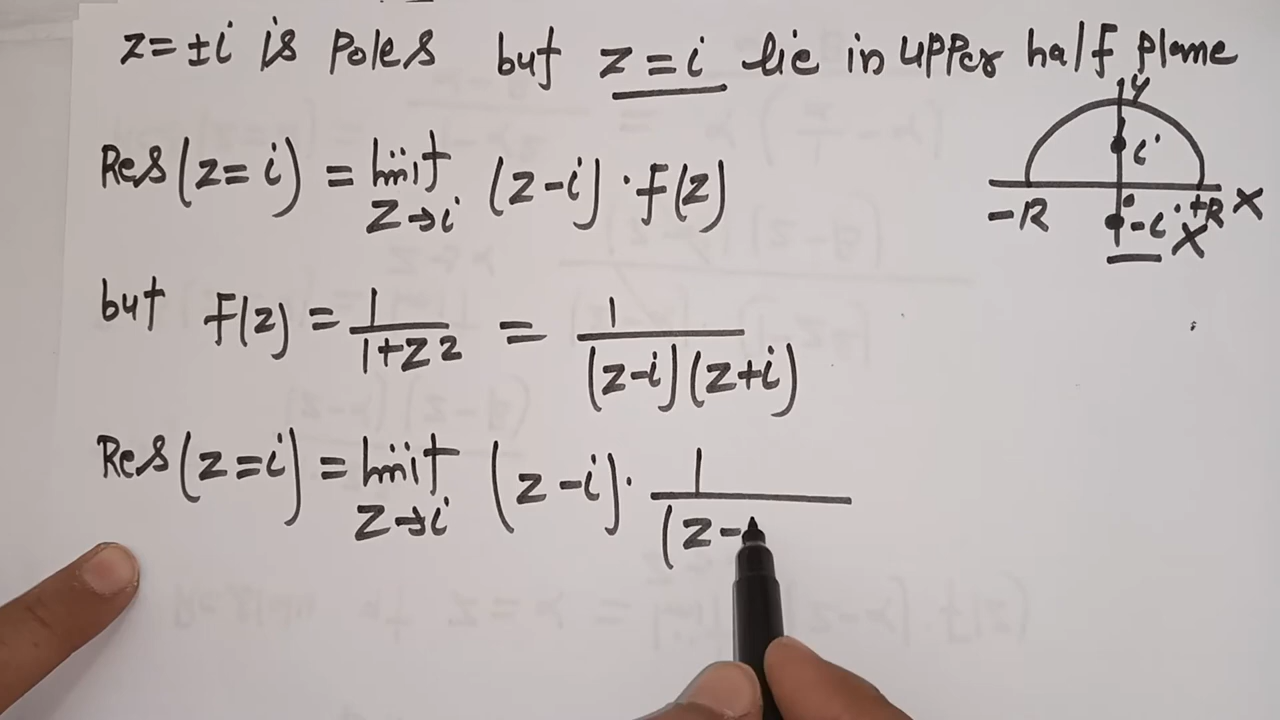 z = ±i is poles but z = i lie in upper half plane
Y
i
-R -i +R X
X
Res(z = i) = limit z→i (z-i) · f(z)
but f(z) = 1/1+z² = 1/(z-i)(z+i)
Res(z = i) = limit z→i (z-i) · 1/(z-